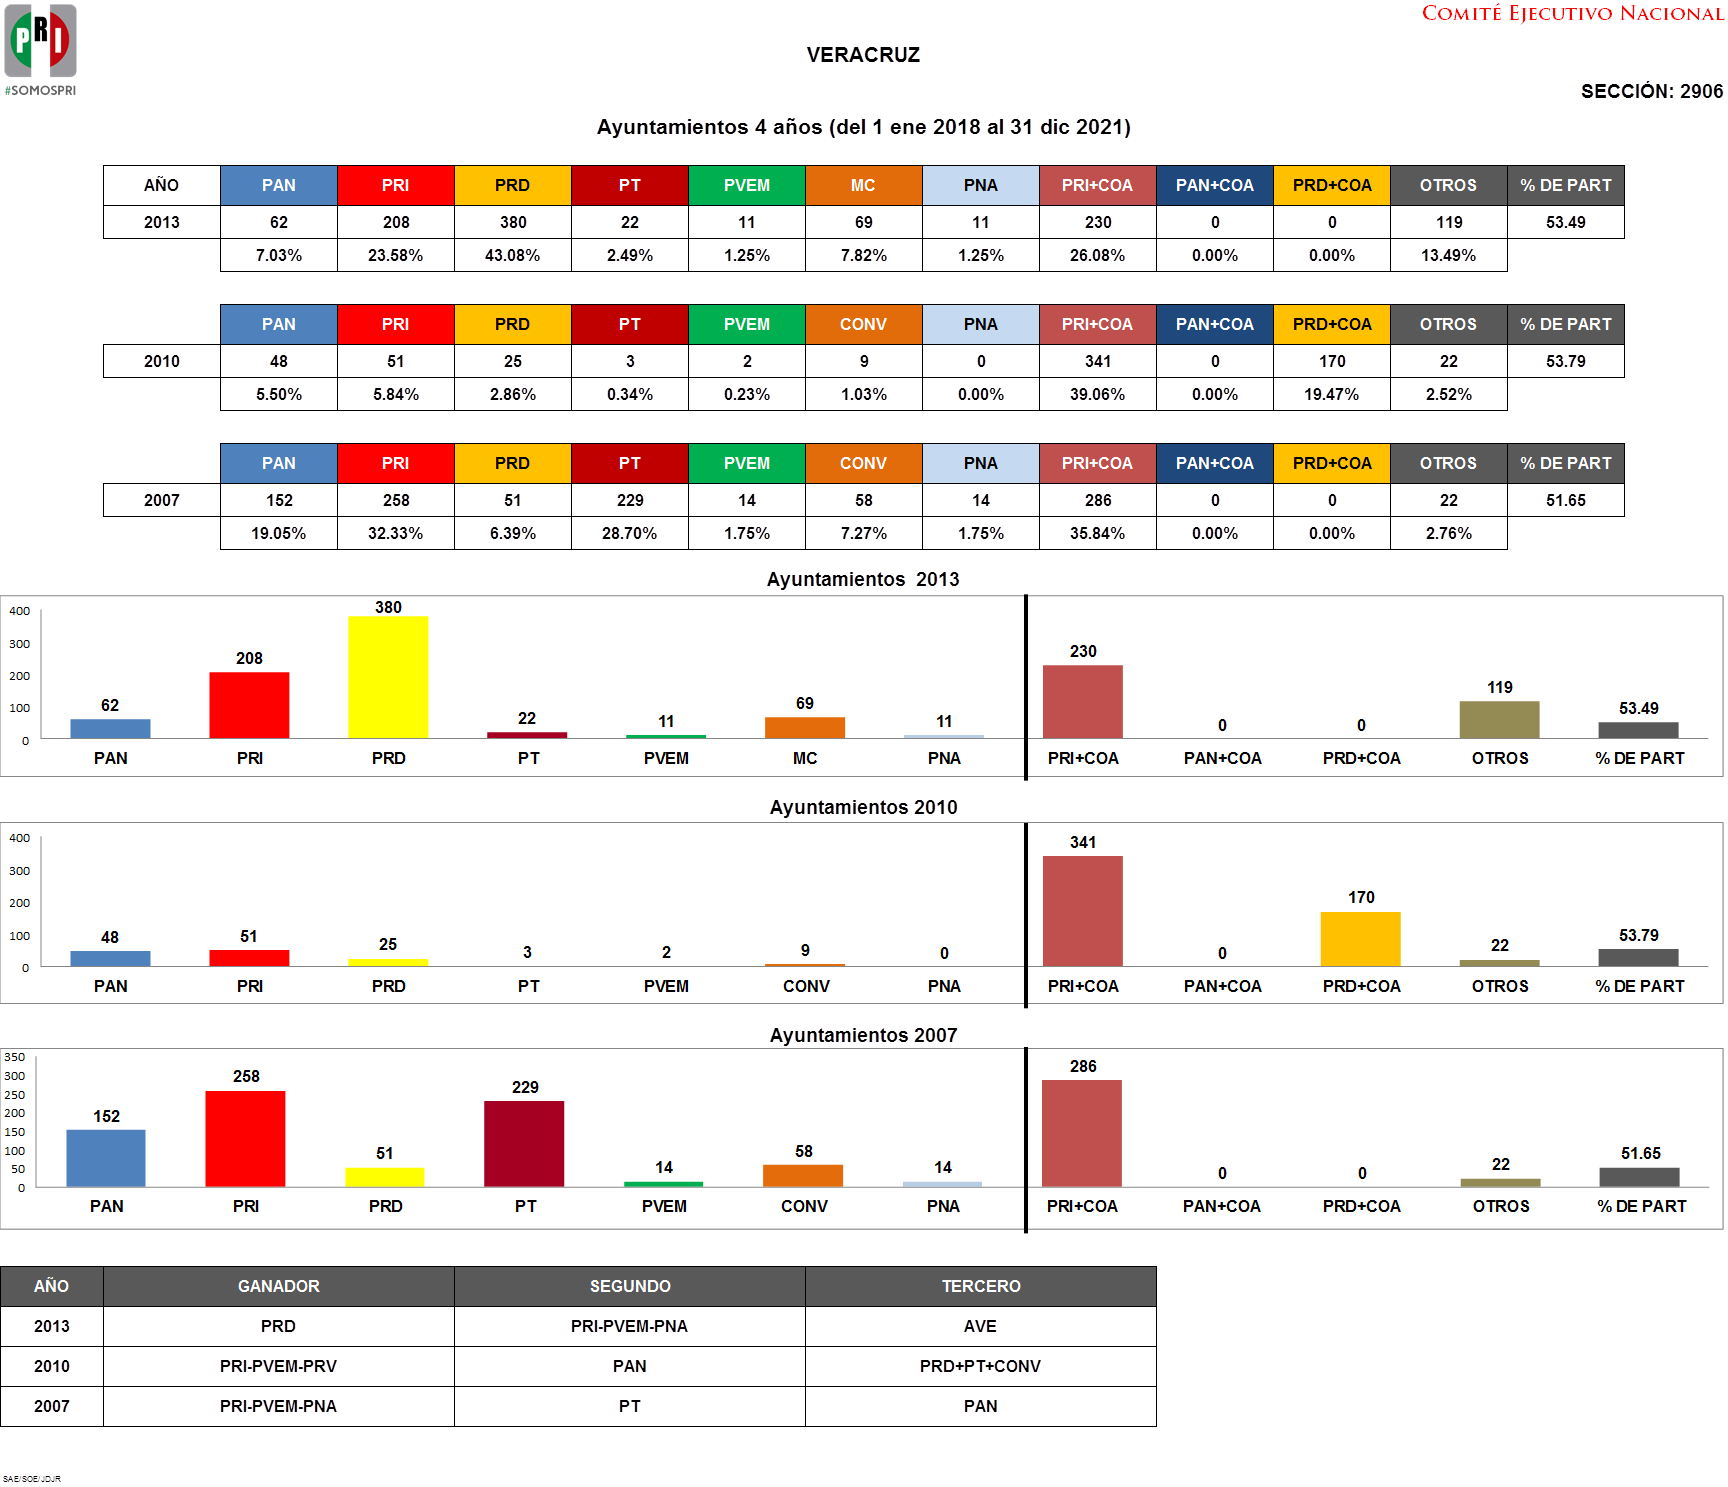 PRI
#SOMOSPRI
COMITÉ EJECUTIVO NACIONAL
VERACRUZ
SECCIÓN: 2906
Ayuntamientos 4 años (del 1 ene 2018 al 31 dic 2021)
AÑO PAN PRI PRD PT PVEM MC PNA PRI+COA PAN+COA PRD+COA OTROS % DE PART
2013 62 208 380 22 11 69 11 230 0 0 119 53.49
7.03% 23.58% 43.08% 2.49% 1.25% 7.82% 1.25% 26.08% 0.00% 0.00% 13.49%
PAN PRI PRD PT PVEM CONV PNA PRI+COA PAN+COA PRD+COA OTROS % DE PART
2010 48 51 25 3 2 9 0 341 0 170 22 53.79
5.50% 5.84% 2.86% 0.34% 0.23% 1.03% 0.00% 39.06% 0.00% 19.47% 2.52%
PAN PRI PRD PT PVEM CONV PNA PRI+COA PAN+COA PRD+COA OTROS % DE PART
2007 152 258 51 229 14 58 14 286 0 0 22 51.65
19.05% 32.33% 6.39% 28.70% 1.75% 7.27% 1.75% 35.84% 0.00% 0.00% 2.76%
Ayuntamientos 2013
400
300
200
100
0
62 208 380 22 11 69 11 230 0 0 119 53.49
PAN PRI PRD PT PVEM MC PNA PRI+COA PAN+COA PRD+COA OTROS % DE PART
Ayuntamientos 2010
400
300
200
100
0
48 51 25 3 2 9 0 341 0 170 22 53.79
PAN PRI PRD PT PVEM CONV PNA PRI+COA PAN+COA PRD+COA OTROS % DE PART
Ayuntamientos 2007
350
300
250
200
150
100
50
0
152 258 51 229 14 58 14 286 0 0 22 51.65
PAN PRI PRD PT PVEM CONV PNA PRI+COA PAN+COA PRD+COA OTROS % DE PART
AÑO GANADOR SEGUNDO TERCERO
2013 PRD PRI-PVEM-PNA AVE
2010 PRI-PVEM-PRV PAN PRD+PT+CONV
2007 PRI-PVEM-PNA PT PAN
SAE/SOE/JDJR